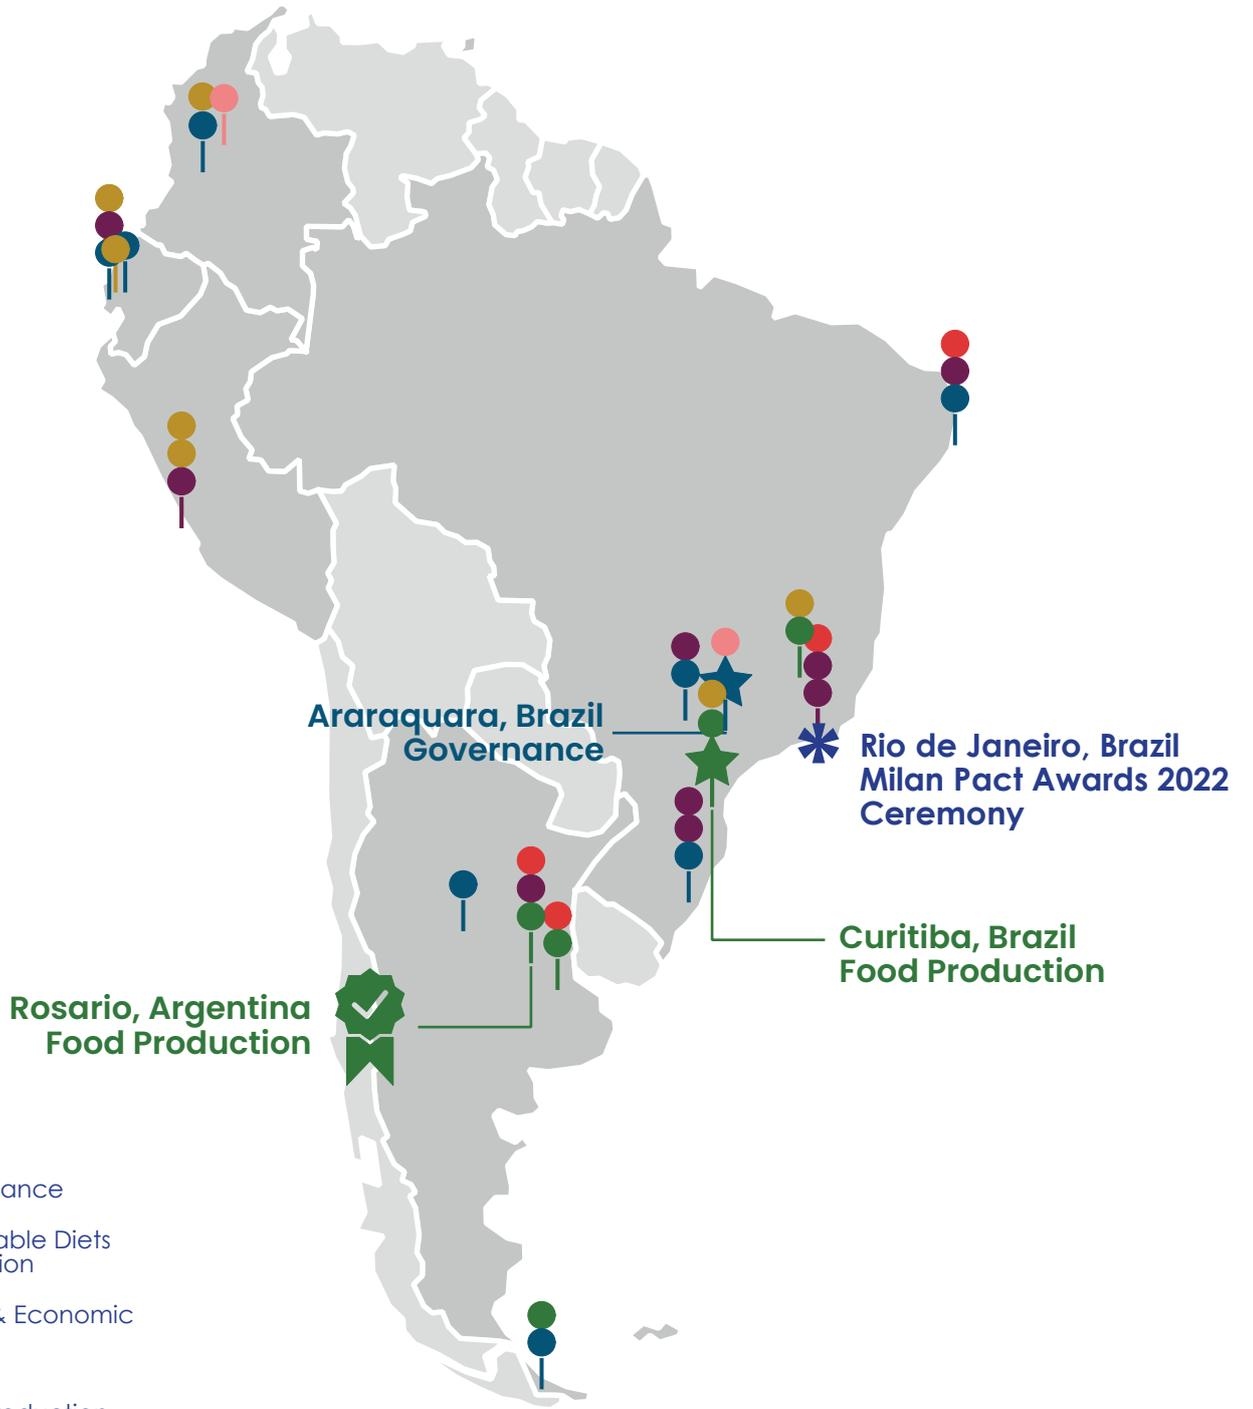 Araraquara, Brazil
Governance
Rio de Janeiro, Brazil
Milan Pact Awards 2022
Ceremony
Curitiba, Brazil
Food Production
Rosario, Argentina
Food Production
ance
able Diets
ion
& Economic